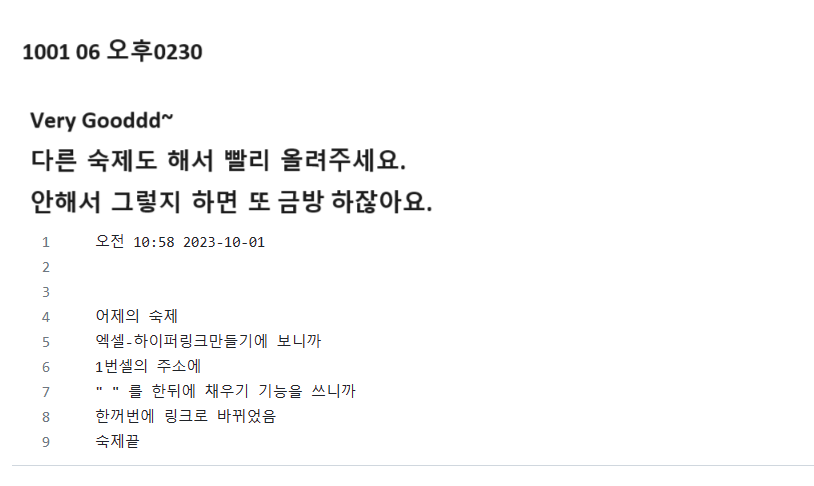 1001 06 오후0230
Very Gooddd~
다른 숙제도 해서 빨리 올려주세요.
안해서 그렇지 하면 또 금방 하잖아요.
1 오전 10:58 2023-10-01
2
3
4 어제의 숙제
5 엑셀-하이퍼링크만들기에 보니까
6 1번셀의 주소에
7 " " 를 한뒤에 채우기 기능을 쓰니까
8 한꺼번에 링크로 바뀌었음
9 숙제끝